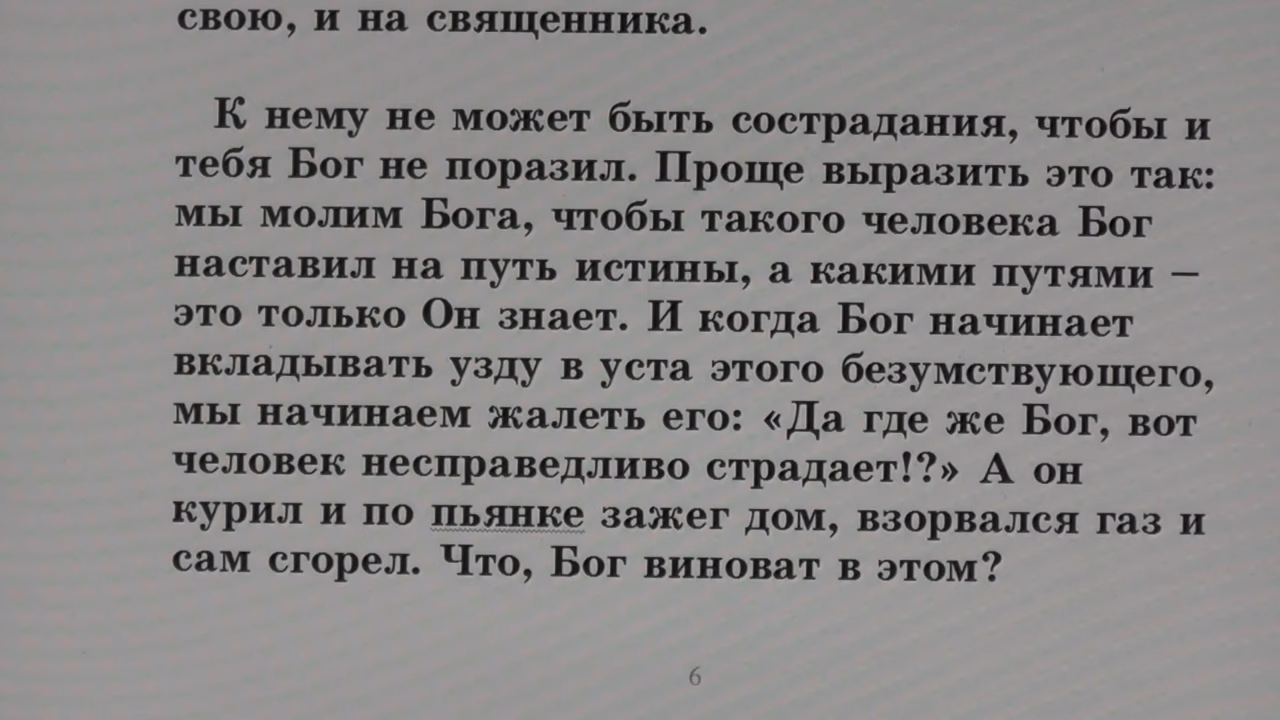 свою, и на священника.
К нему не может быть сострадания, чтобы и
тебя Бог не поразил. Проще выразить это так:
мы молим Бога, чтобы такого человека Бог
наставил на путь истины, а какими путями –
это только Он знает. И когда Бог начинает
вкладывать узду в уста этого безумствующего,
мы начинаем жалеть его: «Да где же Бог, вот
человек несправедливо страдает!?» А он
курил и по пьянке зажег дом, взорвался газ и
сам сгорел. Что, Бог виноват в этом?
6